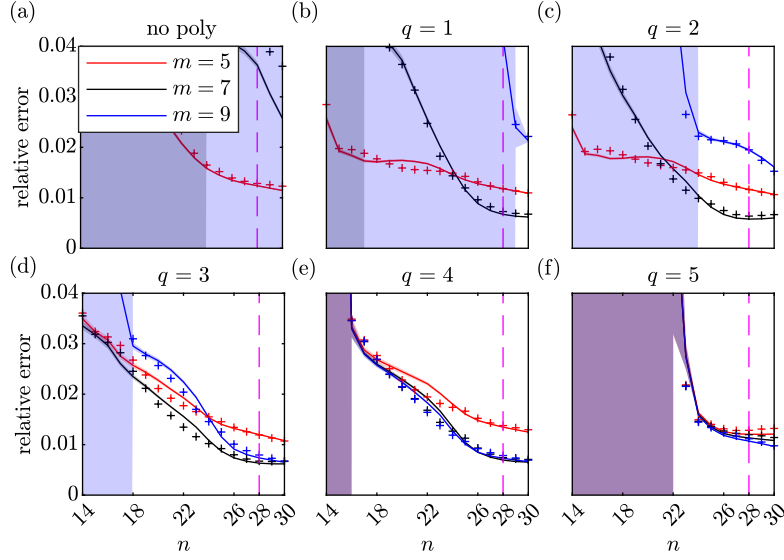 (a) no poly (b) q = 1 (c) q = 2
0.04
0.03
0.02
0.01
0
relative error
m = 5
m = 7
m = 9
(d) q = 3 (e) q = 4 (f) q = 5
0.04
0.03
0.02
0.01
0
relative error
14 18 22 26 28 30 14 18 22 26 28 30 14 18 22 26 28 30
n n n